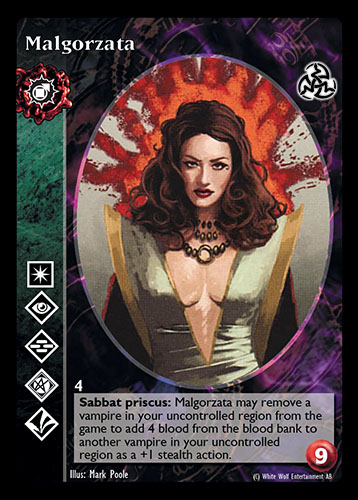 Malgorzata
4
Sabbat priscus: Malgorzata may remove a
vampire in your uncontrolled region from the
game to add 4 blood from the blood bank to
another vampire in your uncontrolled
region as a +1 stealth action.
9
Illus: Mark Poole
(C) White Wolf Entertainment AB